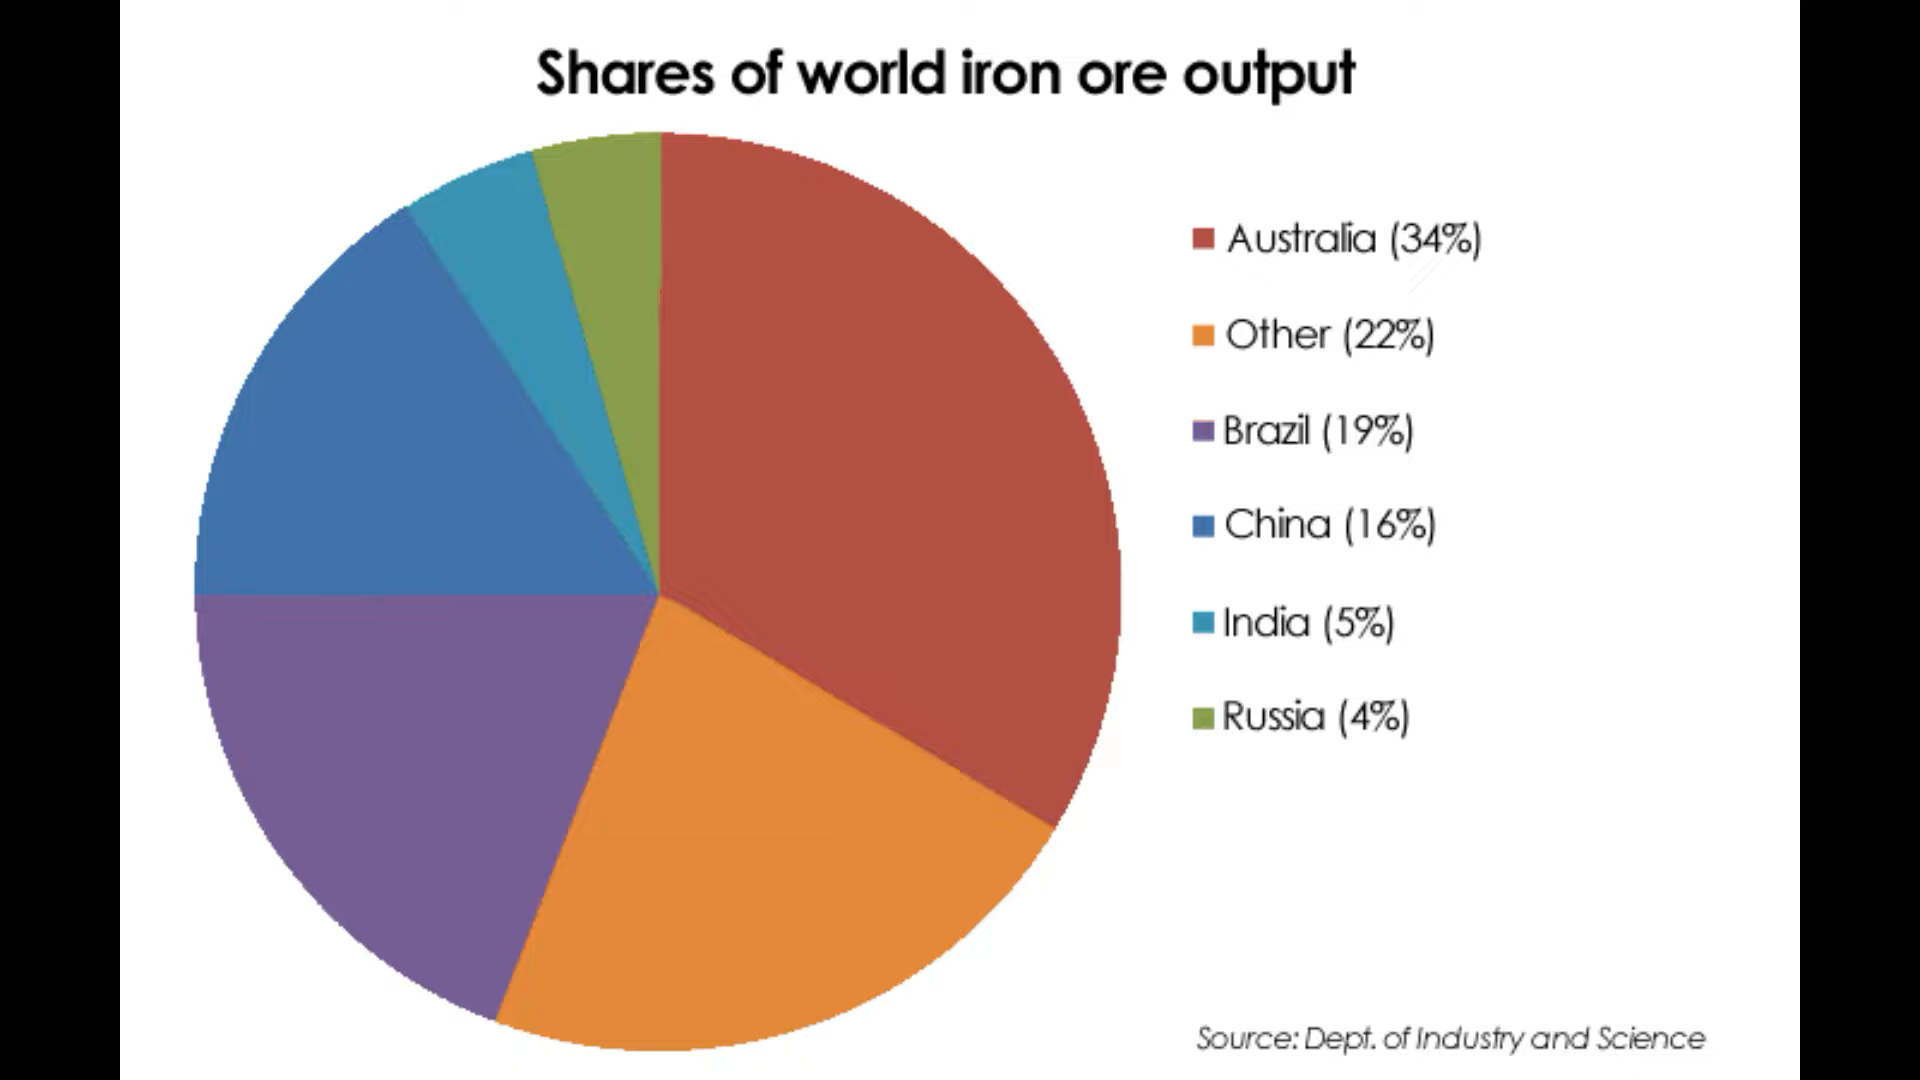 Shares of world iron ore output
Australia (34%)
Other (22%)
Brazil (19%)
China (16%)
India (5%)
Russia (4%)
Source: Dept. of Industry and Science